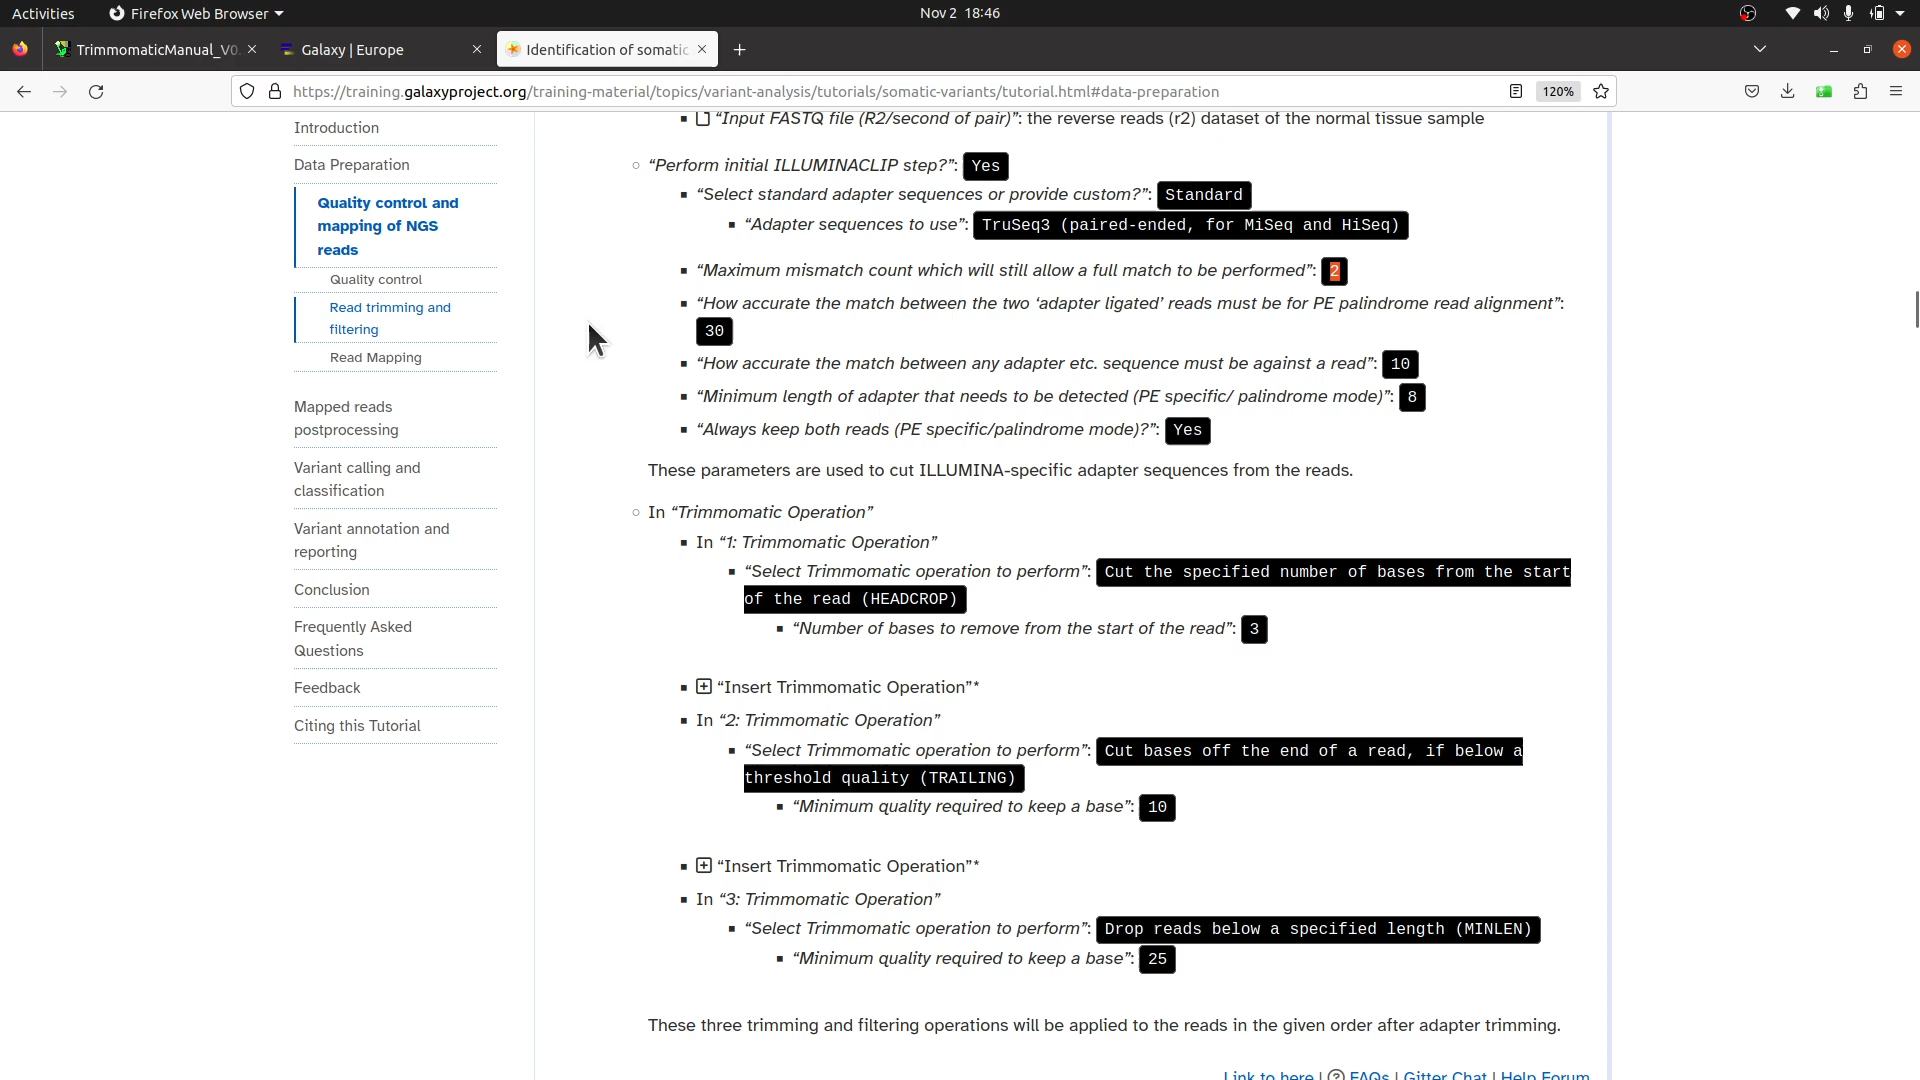 Activities Firefox Web Browser Nov 2 18:46
TrimmomaticManual_V0. Galaxy | Europe Identification of somatic
https://training.galaxyproject.org/training-material/topics/variant-analysis/tutorials/somatic-variants/tutorial.html#data-preparation 120%
Introduction
Data Preparation
Quality control and
mapping of NGS
reads
Quality control
Read trimming and
filtering
Read Mapping
Mapped reads
postprocessing
Variant calling and
classification
Variant annotation and
reporting
Conclusion
Frequently Asked
Questions
Feedback
Citing this Tutorial
“Input FASTQ file (R2/second of pair)”: the reverse reads (r2) dataset of the normal tissue sample
“Perform initial ILLUMINACLIP step?”: Yes
“Select standard adapter sequences or provide custom?”: Standard
“Adapter sequences to use”: TruSeq3 (paired-ended, for MiSeq and HiSeq)
“Maximum mismatch count which will still allow a full match to be performed”: 2
“How accurate the match between the two ‘adapter ligated’ reads must be for PE palindrome read alignment”:
30
“How accurate the match between any adapter etc. sequence must be against a read”: 10
“Minimum length of adapter that needs to be detected (PE specific/ palindrome mode)”: 8
“Always keep both reads (PE specific/palindrome mode)?”: Yes
These parameters are used to cut ILLUMINA-specific adapter sequences from the reads.
In “Trimmomatic Operation”
In “1: Trimmomatic Operation”
“Select Trimmomatic operation to perform”: Cut the specified number of bases from the start
of the read (HEADCROP)
“Number of bases to remove from the start of the read”: 3
“Insert Trimmomatic Operation”*
In “2: Trimmomatic Operation”
“Select Trimmomatic operation to perform”: Cut bases off the end of a read, if below a
threshold quality (TRAILING)
“Minimum quality required to keep a base”: 10
“Insert Trimmomatic Operation”*
In “3: Trimmomatic Operation”
“Select Trimmomatic operation to perform”: Drop reads below a specified length (MINLEN)
“Minimum quality required to keep a base”: 25
These three trimming and filtering operations will be applied to the reads in the given order after adapter trimming.
Link to here | FAQs | Gitter Chat | Help Forum